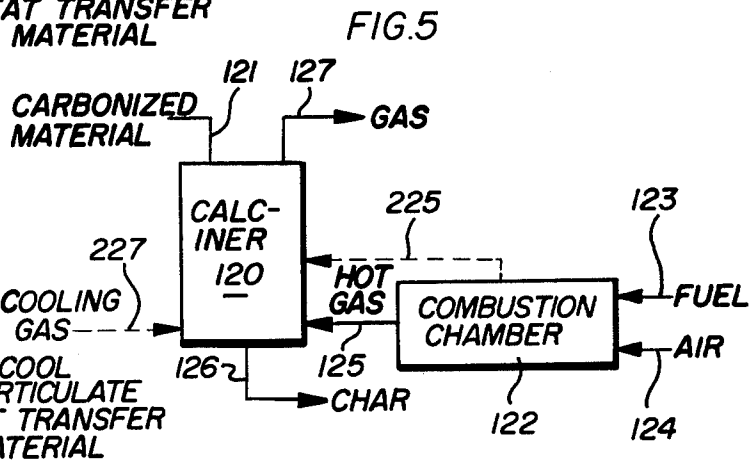 TRANSFER
MATERIAL
FIG.5
121
127
CARBONIZED
MATERIAL
GAS
CALC-
INER
120
225
123
227
HOT
GAS
COOLING
GAS
COMBUSTION
CHAMBER
FUEL
AIR
125
126
CHAR
122
124
COOL
TRANSFER